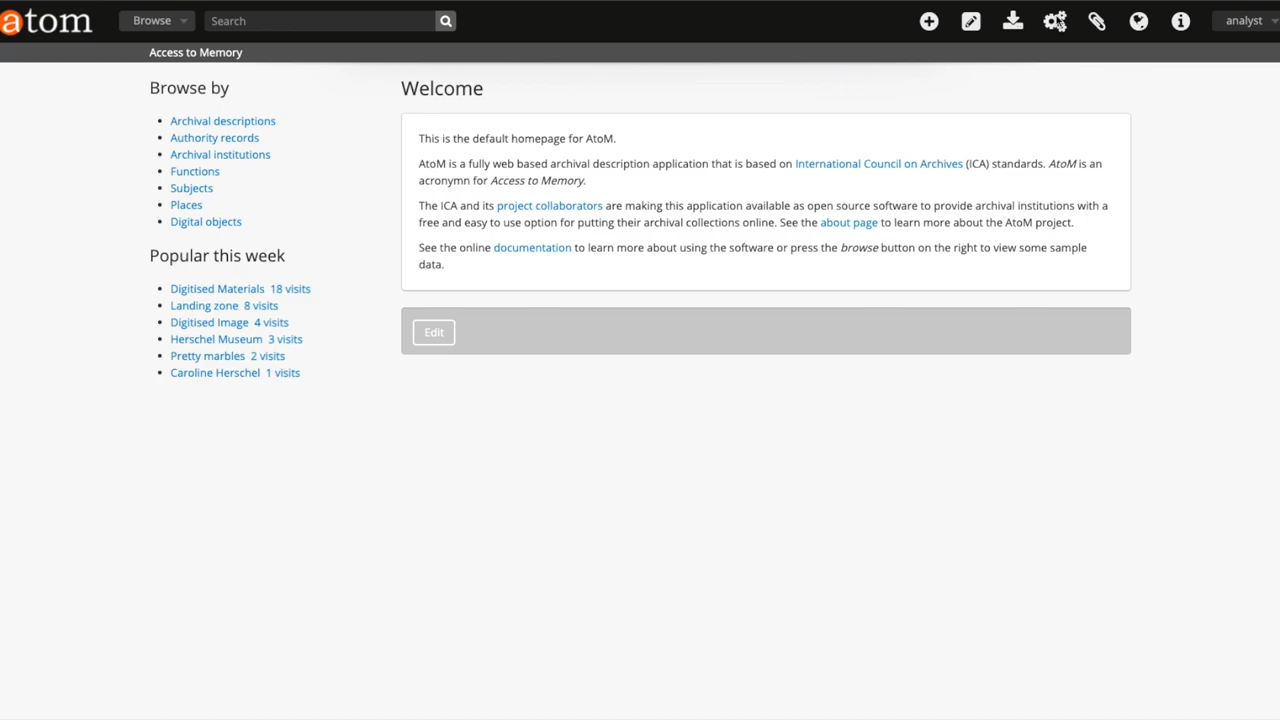 atom Browse Search analyst
Access to Memory
Browse by
Archival descriptions
Authority records
Archival institutions
Functions
Subjects
Places
Digital objects
Popular this week
Digitised Materials 18 visits
Landing zone 8 visits
Digitised Image 4 visits
Herschel Museum 3 visits
Pretty marbles 2 visits
Caroline Herschel 1 visits
Welcome
This is the default homepage for AtoM.
AtoM is a fully web based archival description application that is based on International Council on Archives (ICA) standards. AtoM is an
acronymn for Access to Memory.
The ICA and its project collaborators are making this application available as open source software to provide archival institutions with a
free and easy to use option for putting their archival collections online. See the about page to learn more about the AtoM project.
See the online documentation to learn more about using the software or press the browse button on the right to view some sample
data.
Edit